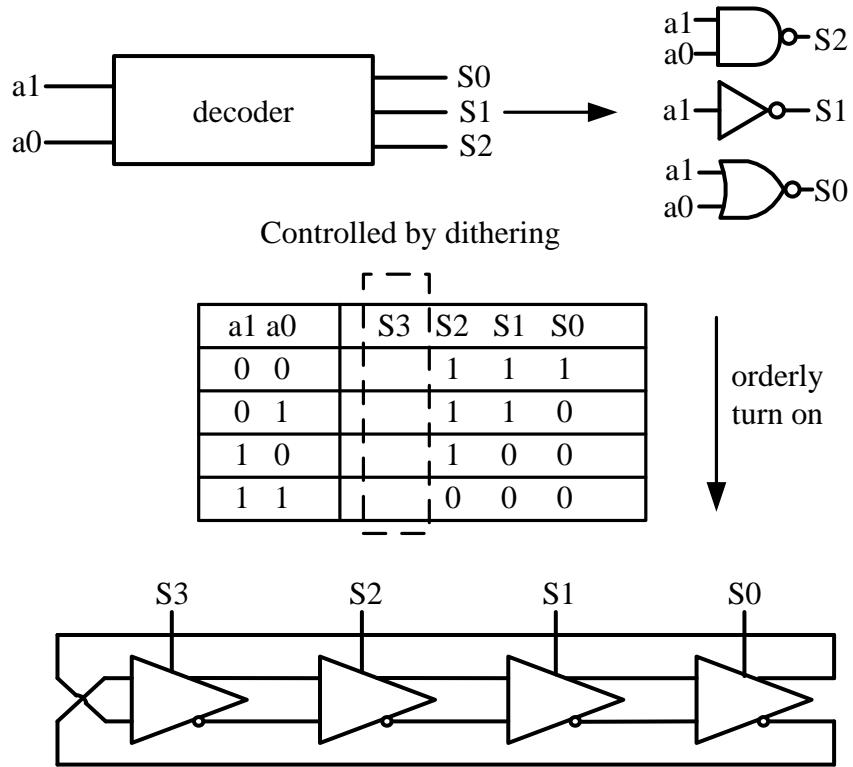 a1
a0
decoder
S0
S1
S2
a1
a0
S2
a1
S1
a1
a0
S0
Controlled by dithering
a1 a0 S3 S2 S1 S0
0 0 1 1 1
0 1 1 1 0
1 0 1 0 0
1 1 0 0 0
orderly
turn on
S3 S2 S1 S0